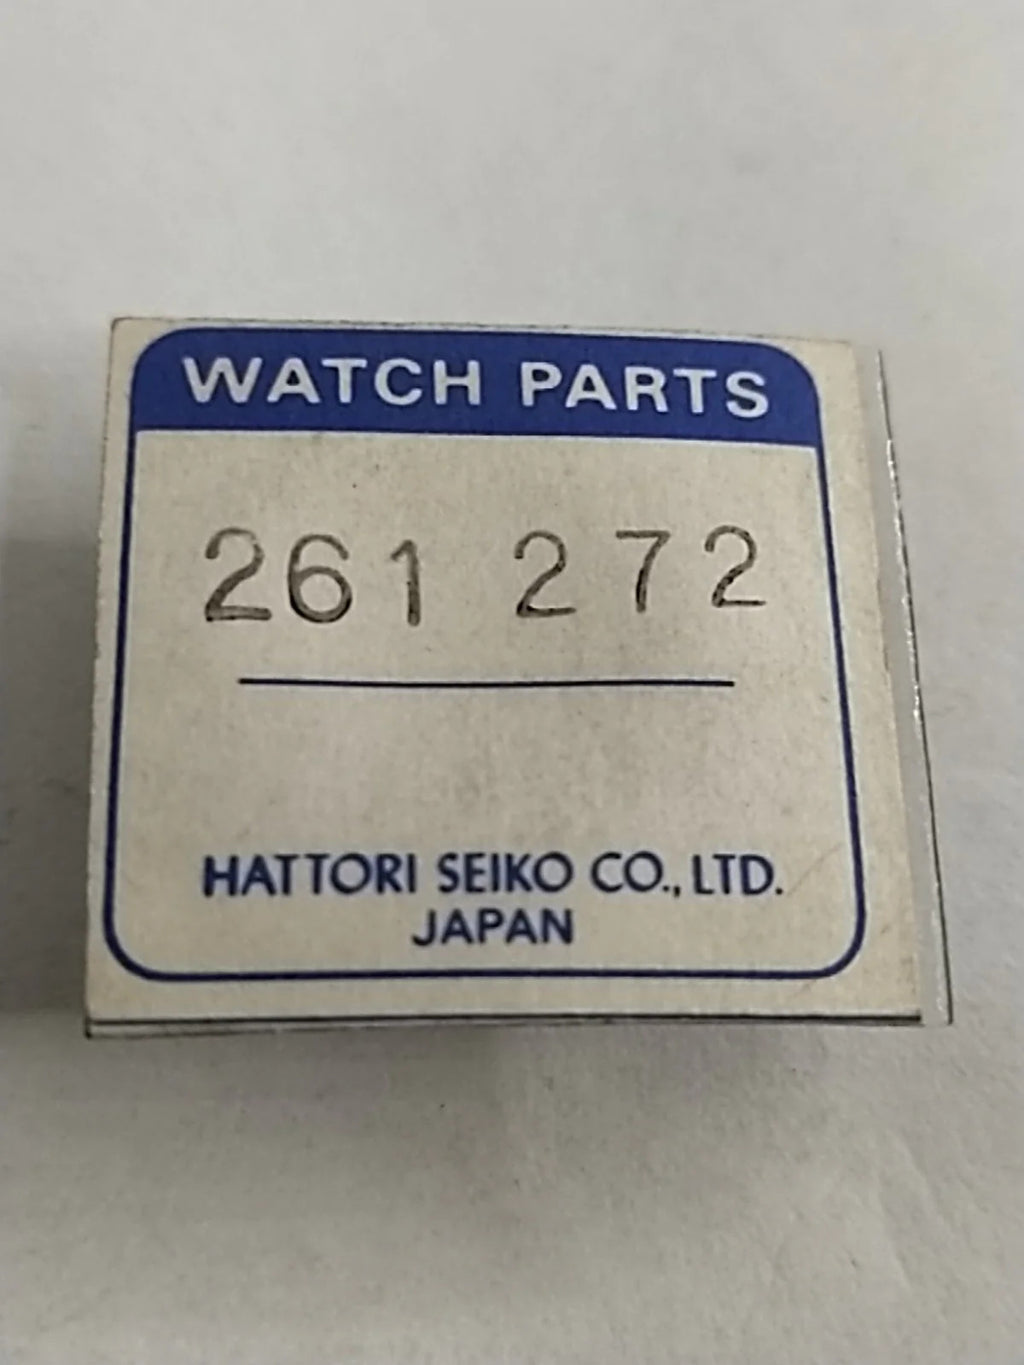 WATCH PARTS
261 272
HATTORI SEIKO CO., LTD.
JAPAN